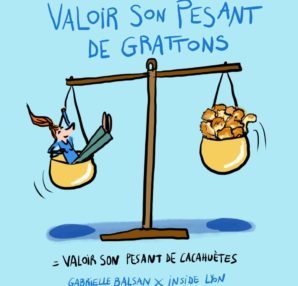 VALOIR SON PESANT
DE GRATTONS
= VALOIR SON PESANT DE CACAHUÈTES
GABRIELLE BALSAN X INSIDE LYON